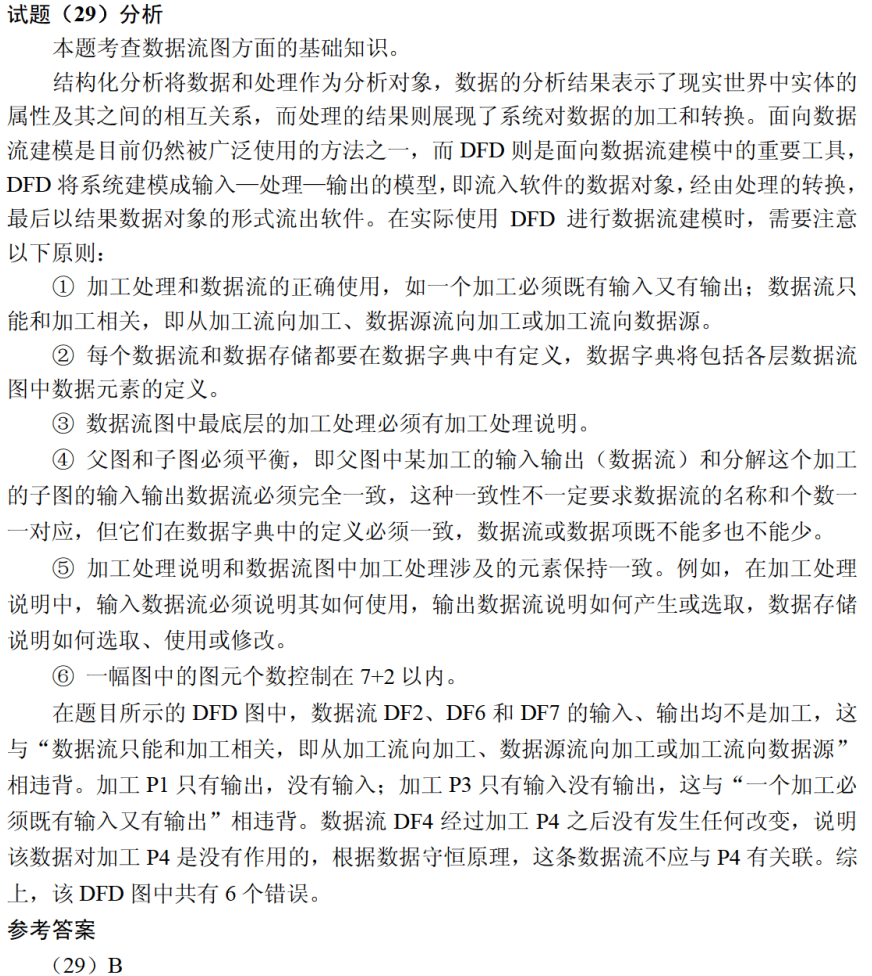 试题（29）分析
本题考查数据流图方面的基础知识。
结构化分析将数据和处理作为分析对象，数据的分析结果表示了现实世界中实体的
属性及其之间的相互关系，而处理的结果则展现了系统对数据的加工和转换。面向数据
流建模是目前仍然被广泛使用的方法之一，而 DFD 则是面向数据流建模中的重要工具，
DFD 将系统建模成输入—处理—输出的模型，即流入软件的数据对象，经由处理的转换，
最后以结果数据对象的形式流出软件。在实际使用 DFD 进行数据流建模时，需要注意
以下原则：
① 加工处理和数据流的正确使用，如一个加工必须既有输入又有输出；数据流只
能和加工相关，即从加工流向加工、数据源流向加工或加工流向数据源。
② 每个数据流和数据存储都要在数据字典中有定义，数据字典将包括各层数据流
图中数据元素的定义。
③ 数据流图中最底层的加工处理必须有加工处理说明。
④ 父图和子图必须平衡，即父图中某加工的输入输出（数据流）和分解这个加工
的子图的输入输出数据流必须完全一致，这种一致性不一定要求数据流的名称和个数一
一对应，但它们在数据字典中的定义必须一致，数据流或数据项既不能多也不能少。
⑤ 加工处理说明和数据流图中加工处理涉及的元素保持一致。例如，在加工处理
说明中，输入数据流必须说明其如何使用，输出数据流说明如何产生或选取，数据存储
说明如何选取、使用或修改。
⑥ 一幅图中的图元个数控制在 7+2 以内。
在题目所示的 DFD 图中，数据流 DF2、DF6 和 DF7 的输入、输出均不是加工，这
与“数据流只能和加工相关，即从加工流向加工、数据源流向加工或加工流向数据源”
相违背。加工 P1 只有输出，没有输入；加工 P3 只有输入没有输出，这与“一个加工必
须既有输入又有输出”相违背。数据流 DF4 经过加工 P4 之后没有发生任何改变，说明
该数据对加工 P4 是没有作用的，根据数据守恒原理，这条数据流不应与 P4 有关联。综
上，该 DFD 图中共有 6 个错误。
参考答案
（29）B